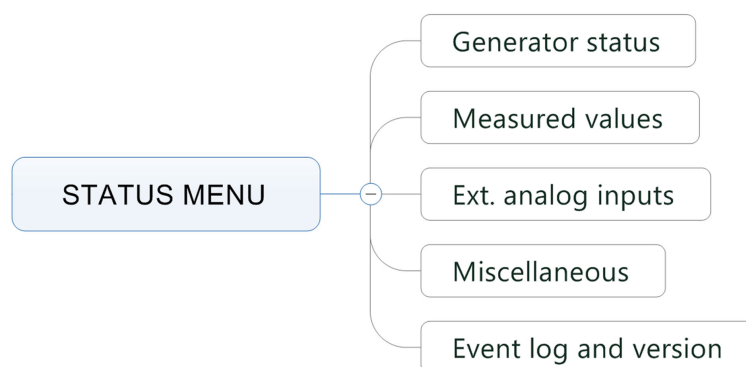 Generator status
Measured values
STATUS MENU
Ext. analog inputs
Miscellaneous
Event log and version